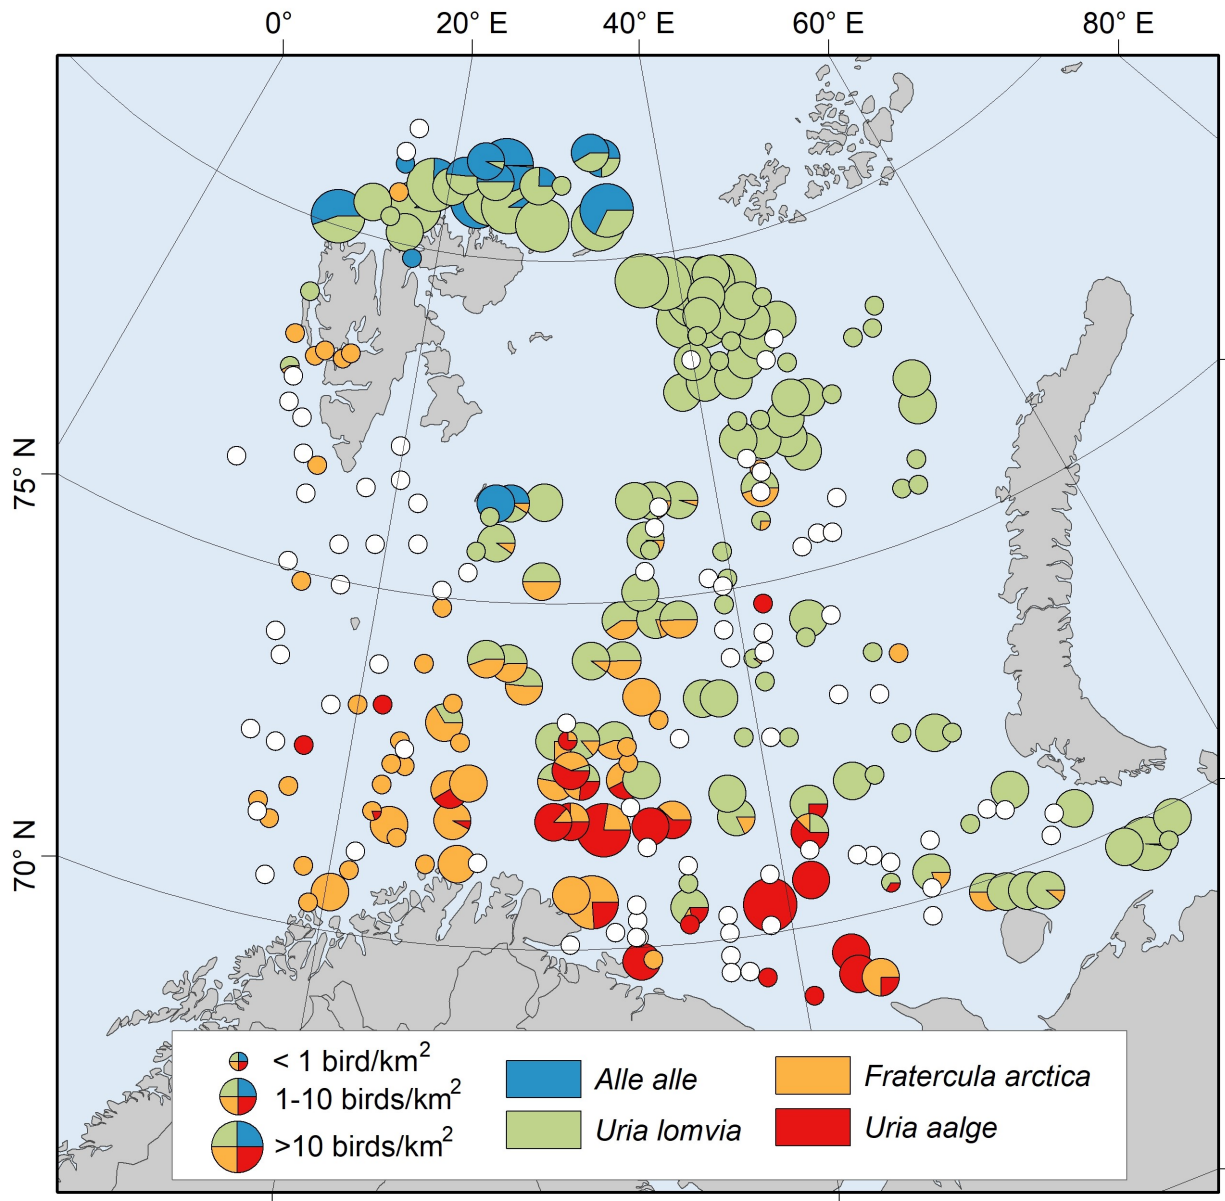 0° 20° E 40° E 60° E 80° E
75° N
70° N
< 1 bird/km²
1-10 birds/km²
>10 birds/km²
Alle alle
Uria lomvia
Fratercula arctica
Uria aalge